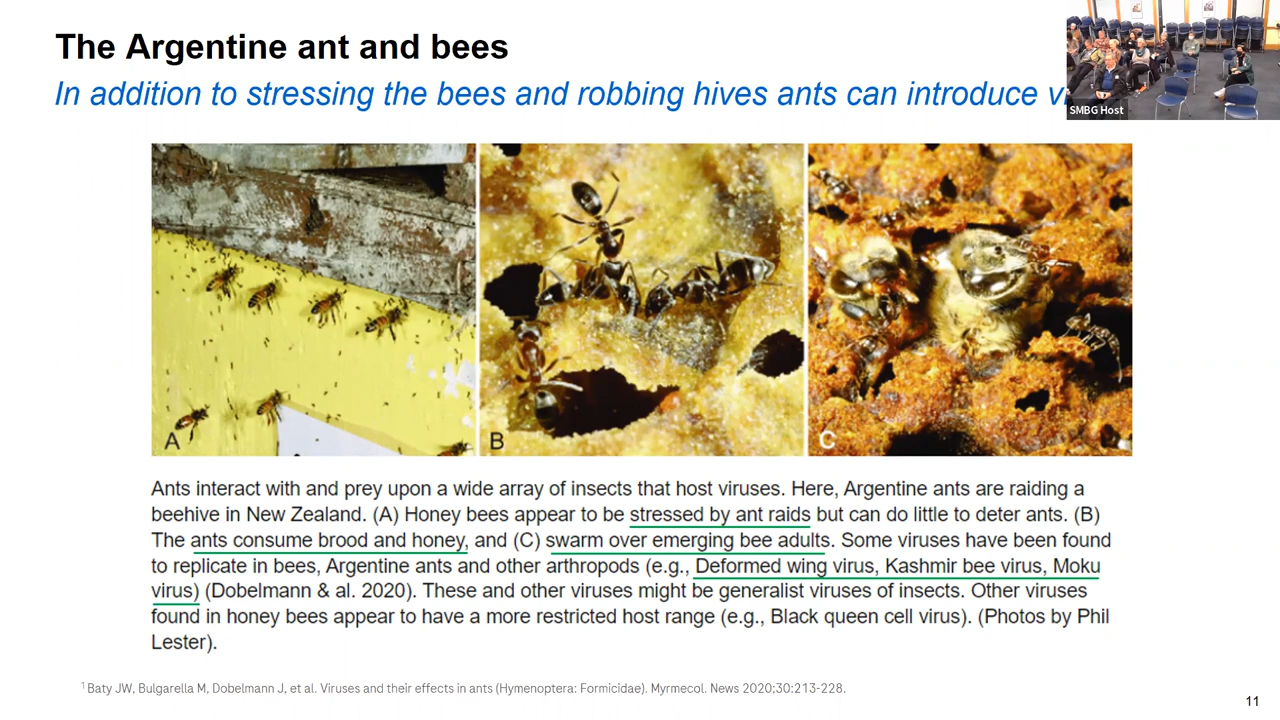 The Argentine ant and bees
In addition to stressing the bees and robbing hives ants can introduce
SMBG Host
A
B
C
Ants interact with and prey upon a wide array of insects that host viruses. Here, Argentine ants are raiding a
beehive in New Zealand. (A) Honey bees appear to be stressed by ant raids but can do little to deter ants. (B)
The ants consume brood and honey, and (C) swarm over emerging bee adults. Some viruses have been found
to replicate in bees, Argentine ants and other arthropods (e.g., Deformed wing virus, Kashmir bee virus, Moku
virus) (Dobelmann & al. 2020). These and other viruses might be generalist viruses of insects. Other viruses
found in honey bees appear to have a more restricted host range (e.g., Black queen cell virus). (Photos by Phil
Lester).
1 Baty JW, Bulgarella M, Dobelmann J, et al. Viruses and their effects in ants (Hymenoptera: Formicidae). Myrmecol. News 2020;30:213-228.
11